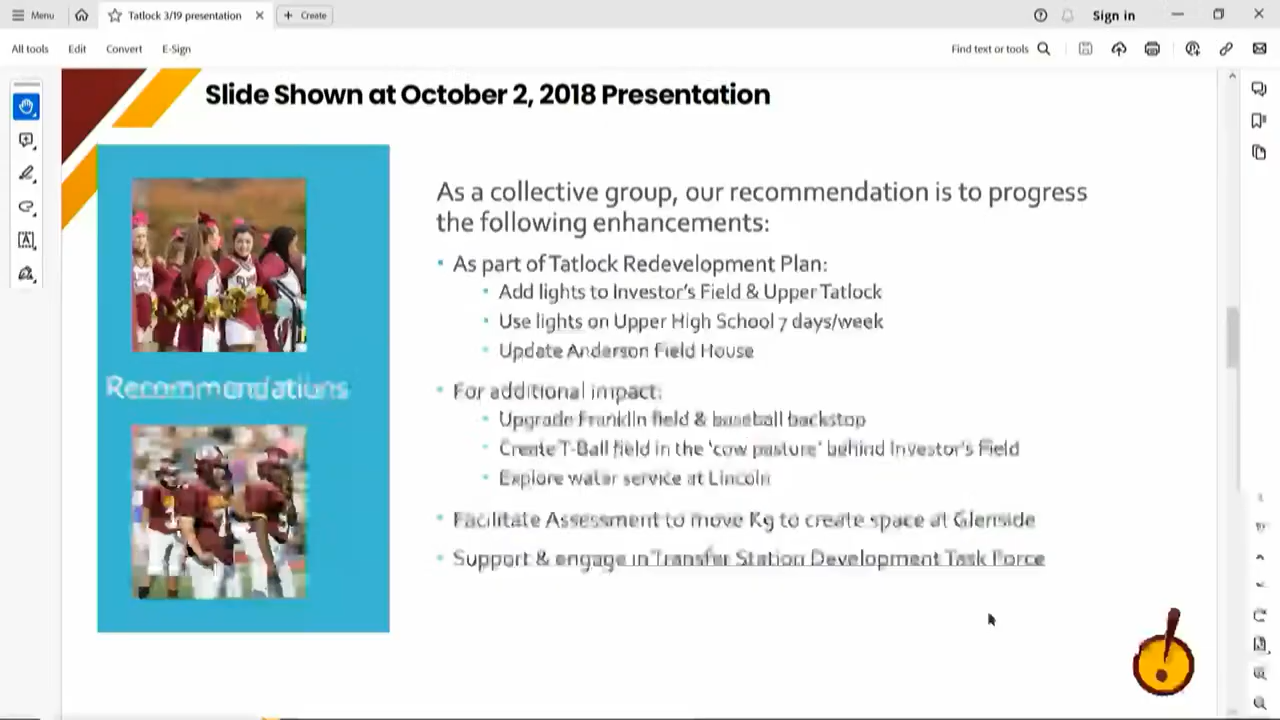 Menu
Tatlock 3/19 presentation
Create
Sign in
All tools
Edit
Convert
E-Sign
Find text or tools
Slide Shown at October 2, 2018 Presentation
As a collective group, our recommendation is to progress
the following enhancements:
As part of Tatlock Redevelopment Plan:
Add lights to Investor's Field & Upper Tatlock
Use lights on Upper High School 7 days/week
Update Anderson Field House
Recommendations
For additional impact:
Upgrade Franklin field & baseball backstop
Create T-Ball field in the 'cow pasture' behind Investor's Field
Explore water service at Lincoln
Facilitate Assessment to move K9 to create space at Glenside
Support & engage in Transfer Station Development Task Force